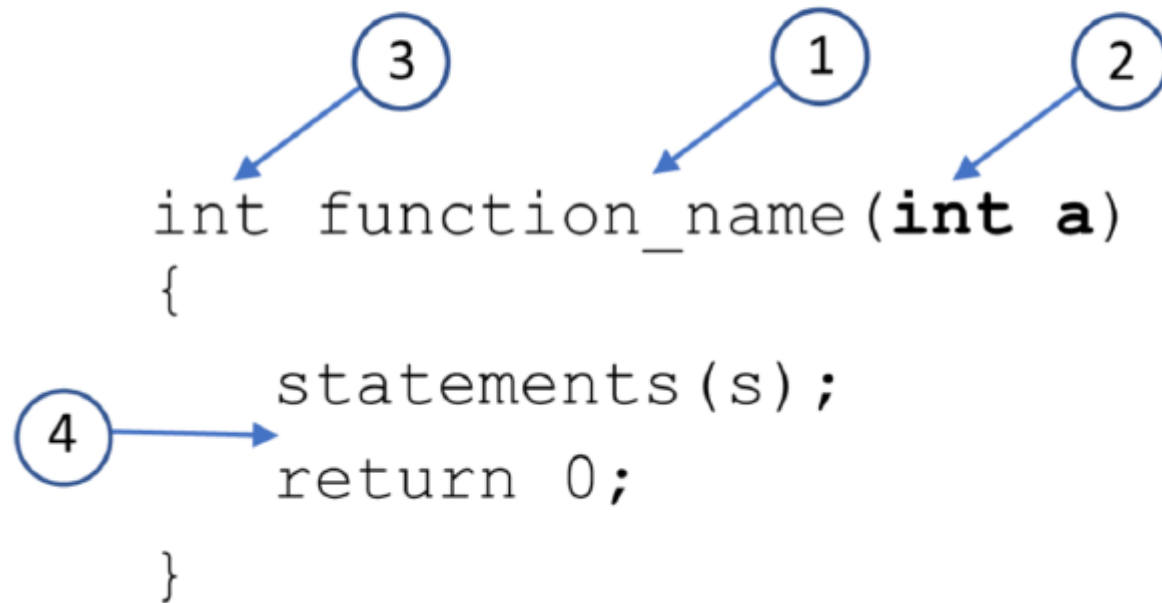 3 1 2
int function_name(int a)
{
statements(s);
4
return 0;
}